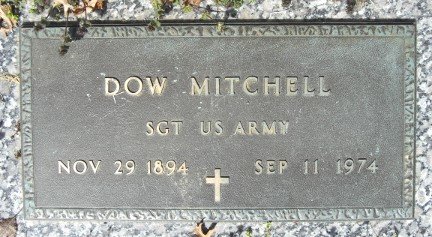 DOW MITCHELL
SGT US ARMY
NOV 29 1894 SEP 11 1974